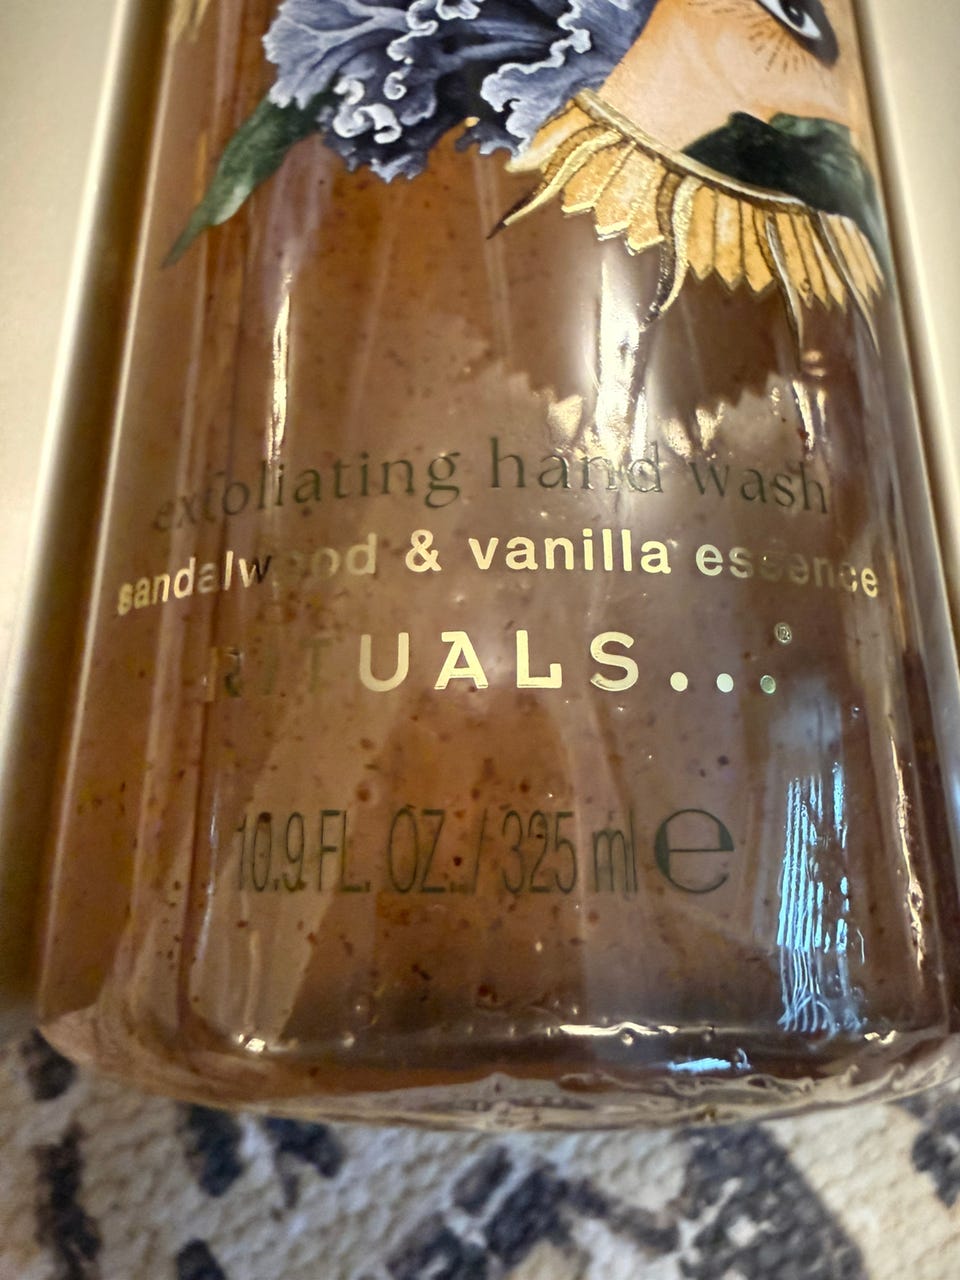 exfoliating hand wash
sandalwood & vanilla essence
RITUALS...®
10.9 FL. OZ. / 325 ml ℮